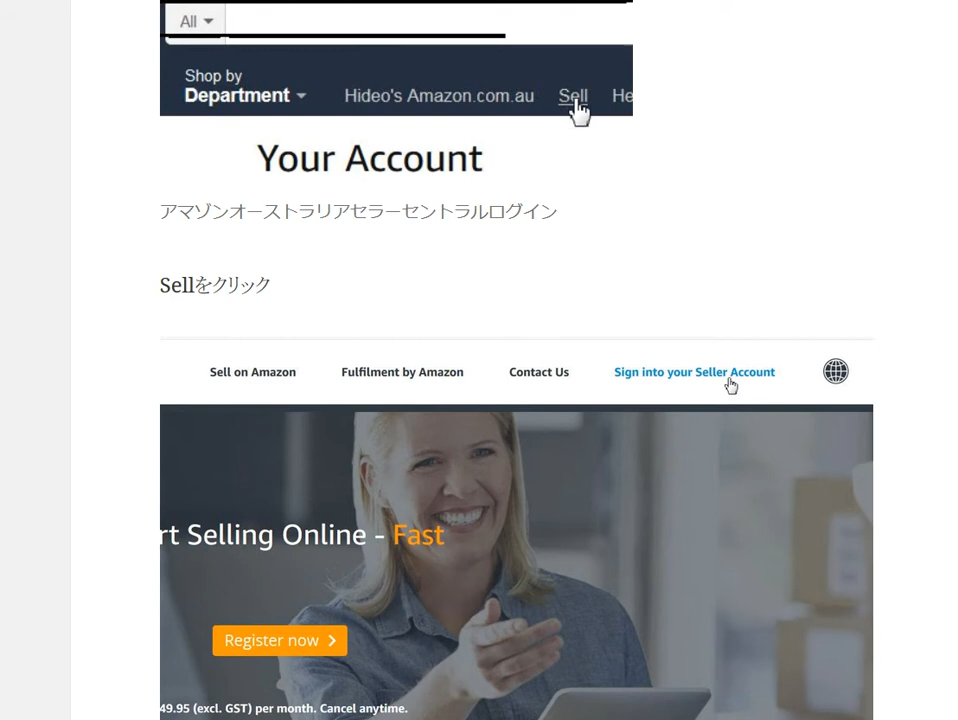 All
Shop by
Department
Hideo's Amazon.com.au Sell
Your Account
アマゾンオーストラリアセラーセントラルログイン
Sellをクリック
Sell on Amazon Fulfilment by Amazon Contact Us Sign into your Seller Account
rt Selling Online - Fast
Register now
49.95 (excl. GST) per month. Cancel anytime.